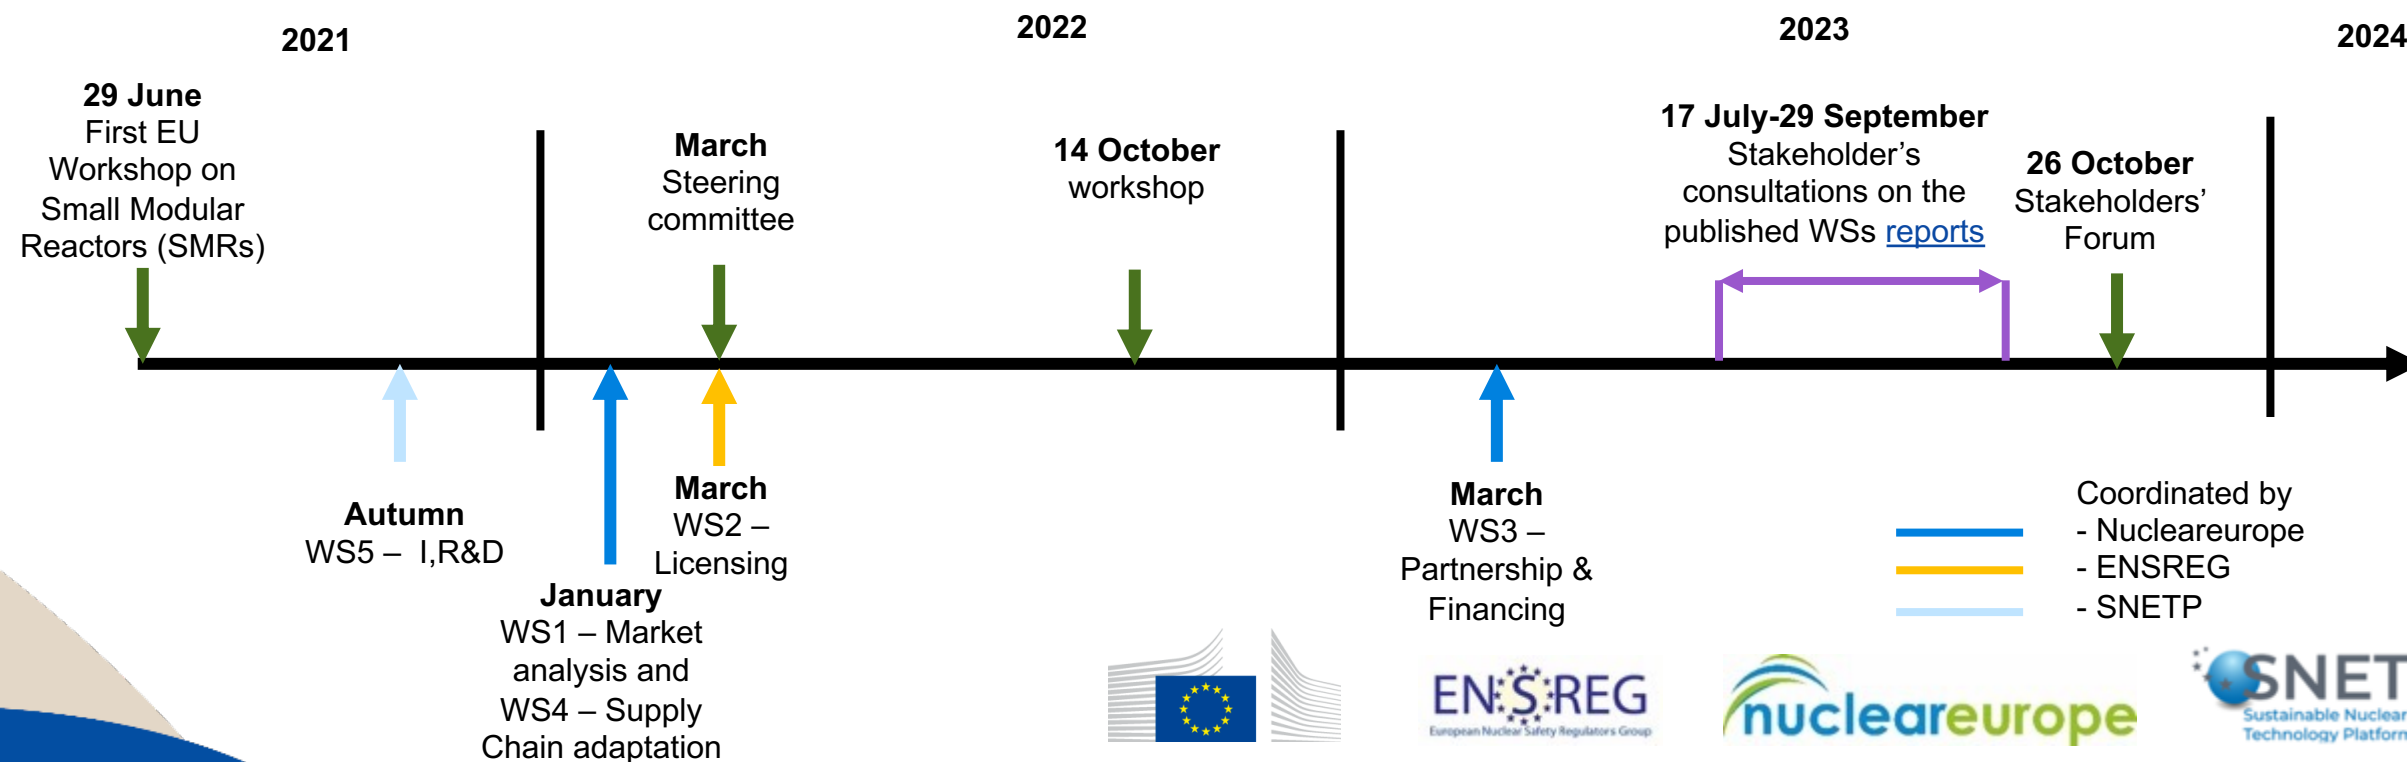 2021
2022
2023
2024
29 June
First EU
Workshop on
Small Modular
Reactors (SMRs)
March
Steering
committee
14 October
workshop
17 July-29 September
Stakeholder’s
consultations on the
published WSs reports
26 October
Stakeholders’
Forum
Autumn
WS5 – I,R&D
January
WS1 – Market
analysis and
WS4 – Supply
Chain adaptation
March
WS2 –
Licensing
March
WS3 –
Partnership &
Financing
Coordinated by
- Nucleareurope
- ENSREG
- SNETP
ENSREG
European Nuclear Safety Regulators Group
nucleareurope
SNET
Sustainable Nuclear
Technology Platform